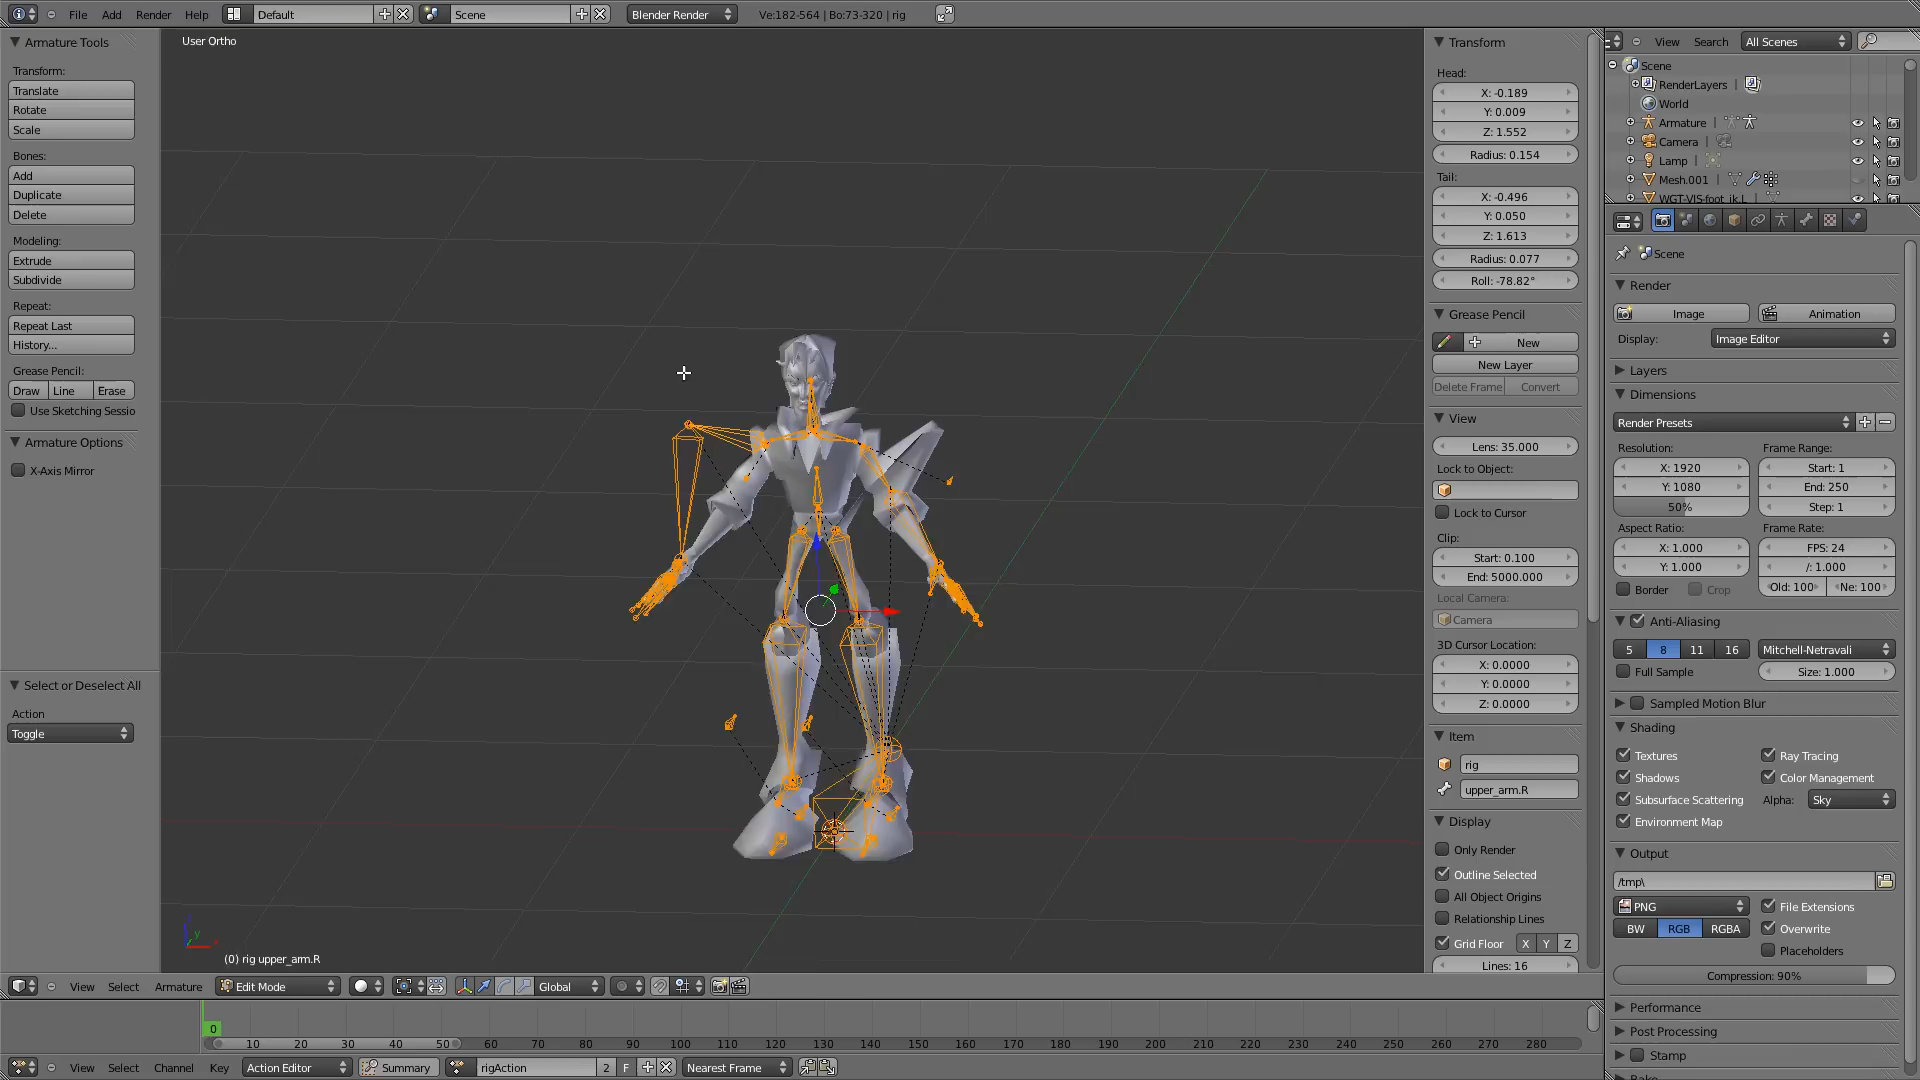 File Add Render Help Default Scene Blender Render Ve:182-564 | Bo:73-320 | rig
Armature Tools
Transform:
Translate
Rotate
Scale
Bones:
Add
Duplicate
Delete
Modeling:
Extrude
Subdivide
Repeat:
Repeat Last
History...
Grease Pencil:
Draw Line Erase
Use Sketching Sessio
Armature Options
X-Axis Mirror
Select or Deselect All
Action
Toggle
User Ortho
(0) rig upper_arm.R
Transform
Head:
X: -0.189
Y: 0.009
Z: 1.552
Radius: 0.154
Tail:
X: -0.496
Y: 0.050
Z: 1.613
Radius: 0.077
Roll: -78.82°
Grease Pencil
New
New Layer
Delete Frame Convert
View
Lens: 35.000
Lock to Object:
Lock to Cursor
Clip:
Start: 0.100
End: 5000.000
Local Camera:
Camera
3D Cursor Location:
X: 0.0000
Y: 0.0000
Z: 0.0000
Item
rig
upper_arm.R
Display
Only Render
Outline Selected
All Object Origins
Relationship Lines
Grid Floor X Y Z
Lines: 16
View Search All Scenes
Scene
RenderLayers
World
Armature
Camera
Lamp
Mesh.001
WGT-VIS-foot_ik.L
Scene
Render
Image Animation
Display: Image Editor
Layers
Dimensions
Render Presets
Resolution: Frame Range:
X: 1920 Start: 1
Y: 1080 End: 250
50% Step: 1
Aspect Ratio: Frame Rate:
X: 1.000 FPS: 24
Y: 1.000 /: 1.000
Border Crop Old: 100 Ne: 100
Anti-Aliasing
5 8 11 16 Mitchell-Netravali
Full Sample Size: 1.000
Sampled Motion Blur
Shading
Textures Ray Tracing
Shadows Color Management
Subsurface Scattering Alpha: Sky
Environment Map
Output
/tmp\
PNG File Extensions
BW RGB RGBA Overwrite
Placeholders
Compression: 90%
Performance
Post Processing
Stamp
View Select Armature Edit Mode Global
0
10 20 30 40 50 60 70 80 90 100 110 120 130 140 150 160 170 180 190 200 210 220 230 240 250 260 270 280
View Select Channel Key Action Editor Summary rigAction 2 F Nearest Frame